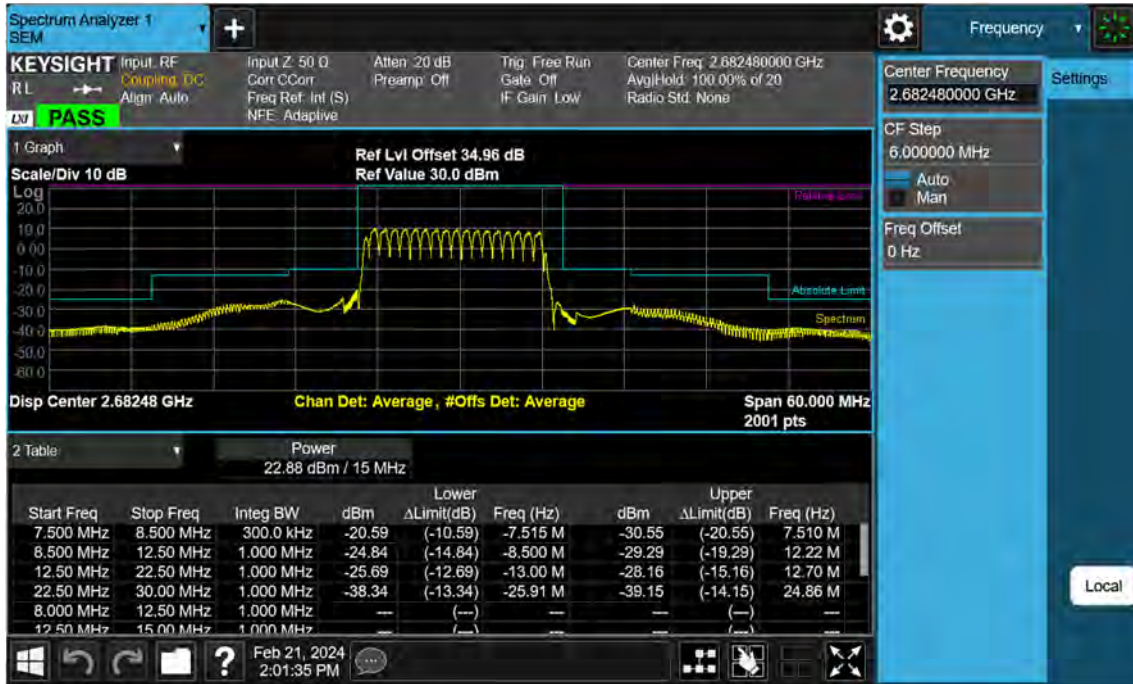 Spectrum Analyzer 1
SEM
Frequency
KEYSIGHT
RL
LXI
PASS
Input: RF
Coupling: DC
Align: Auto
Input Z: 50 Ω
Corr CCorr
Freq Ref: Int (S)
NFE: Adaptive
Atten: 20 dB
Preamp: Off
Trig: Free Run
Gate: Off
IF Gain: Low
Center Freq: 2.682480000 GHz
Avg|Hold: 100.00% of 20
Radio Std: None
Center Frequency
2.682480000 GHz
Settings
CF Step
6.000000 MHz
Auto
Man
Freq Offset
0 Hz
Local
1 Graph
Scale/Div 10 dB
Ref Lvl Offset 34.96 dB
Ref Value 30.0 dBm
Log
20.0
10.0
0.00
-10.0
-20.0
-30.0
-40.0
-50.0
-60.0
Relative Limit
Absolute Limit
Spectrum
Disp Center 2.68248 GHz
Chan Det: Average, #Offs Det: Average
Span 60.000 MHz
2001 pts
2 Table
Power
22.88 dBm / 15 MHz
Lower Upper
Start Freq Stop Freq Integ BW dBm ΔLimit(dB) Freq (Hz) dBm ΔLimit(dB) Freq (Hz)
7.500 MHz 8.500 MHz 300.0 kHz -20.59 (-10.59) -7.515 M -30.55 (-20.55) 7.510 M
8.500 MHz 12.50 MHz 1.000 MHz -24.84 (-14.84) -8.500 M -29.29 (-19.29) 12.22 M
12.50 MHz 22.50 MHz 1.000 MHz -25.69 (-12.69) -13.00 M -28.16 (-15.16) 12.70 M
22.50 MHz 30.00 MHz 1.000 MHz -38.34 (-13.34) -25.91 M -39.15 (-14.15) 24.86 M
8.000 MHz 12.50 MHz 1.000 MHz --- (---) --- --- (---) ---
12.50 MHz 15.00 MHz 1.000 MHz --- (---) --- --- (---) ---
?
Feb 21, 2024
2:01:35 PM